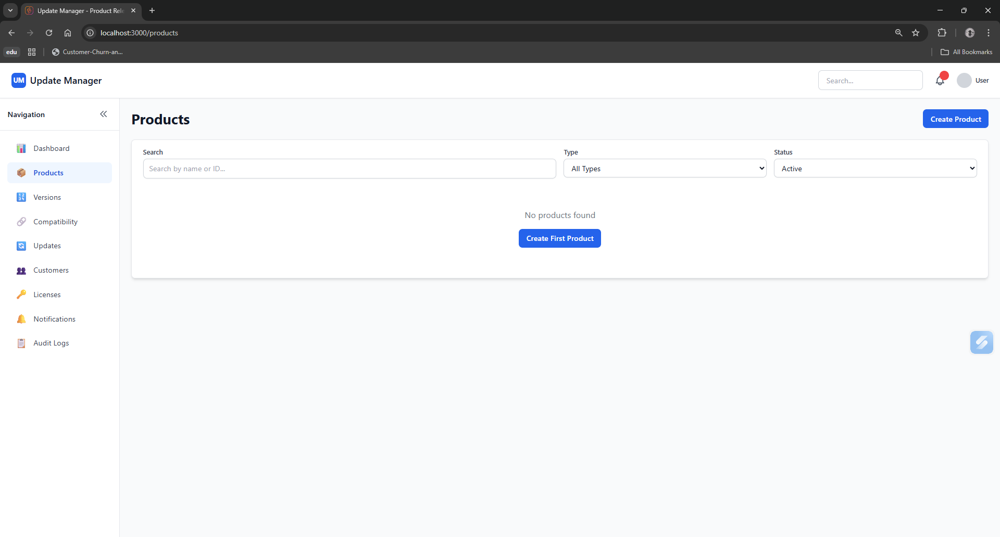 Update Manager - Product Rele
localhost:3000/products
edu
Customer-Churn-an...
All Bookmarks
UM
Update Manager
Search...
User
Navigation
Products
Create Product
Dashboard
Products
Versions
Compatibility
Updates
Customers
Licenses
Notifications
Audit Logs
Search
Type
Status
Search by name or ID...
All Types
Active
No products found
Create First Product